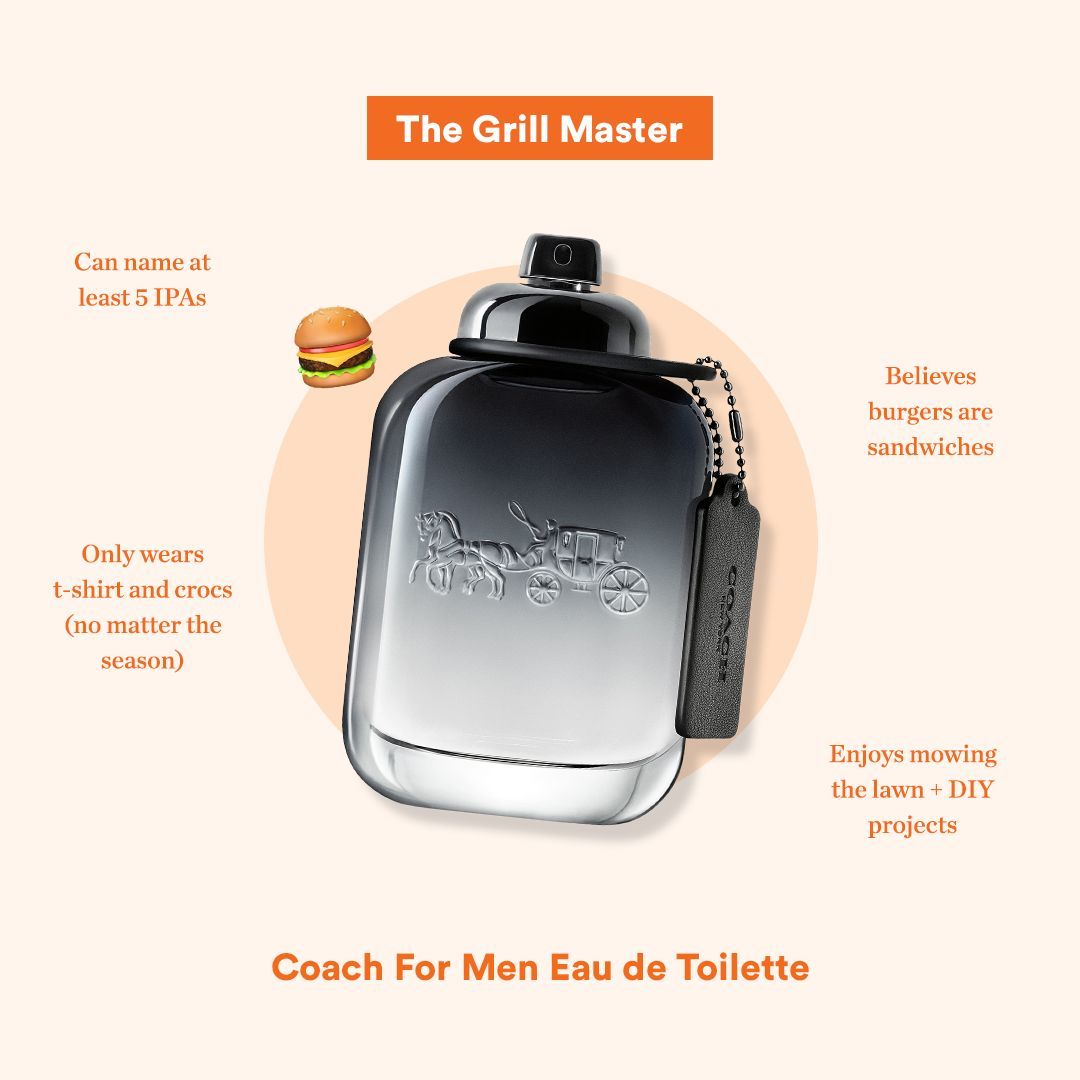 The Grill Master
Can name at
least 5 IPAs
Believes
burgers are
sandwiches
Only wears
t-shirt and crocs
(no matter the
season)
COACH
Enjoys mowing
the lawn + DIY
projects
Coach For Men Eau de Toilette